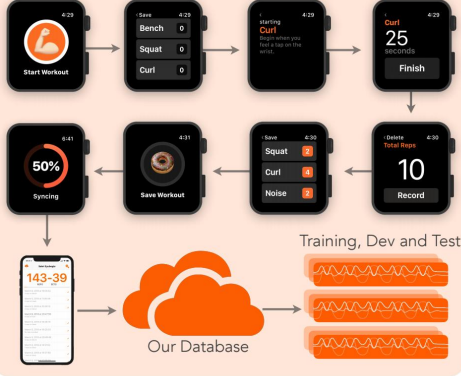 4:29
Start Workout
‹ Save 4:29
Bench 0
Squat 0
Curl 0
‹ 4:29
starting
Curl
Begin when you
feel a tap on the
wrist.
‹ 4:29
Curl
25
seconds
Finish
6:41
50%
Syncing
4:31
Save Workout
‹ Save 4:30
Squat 2
Curl 4
Noise 2
‹ Delete 4:30
Total Reps
10
Record
143-39
Our Database
Training, Dev and Test